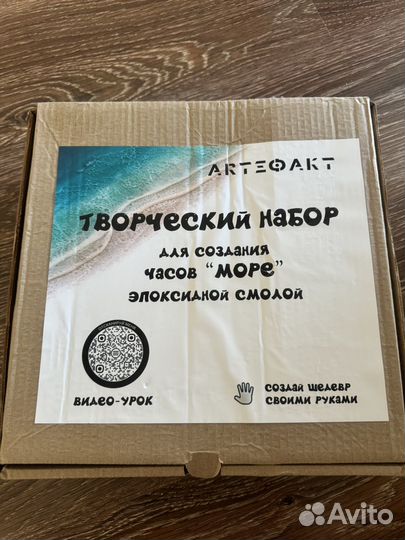 ARTEФАКТ
ТВОРЧЕСКИЙ НАБОР
ДЛЯ СОЗДАНИЯ
ЧАСОВ "МОРЕ"
ЭПОКСИДНОЙ СМОЛОЙ
ВИДЕО-УРОК
СОЗДАЙ ШЕДЕВР
СВОИМИ РУКАМИ
Avito